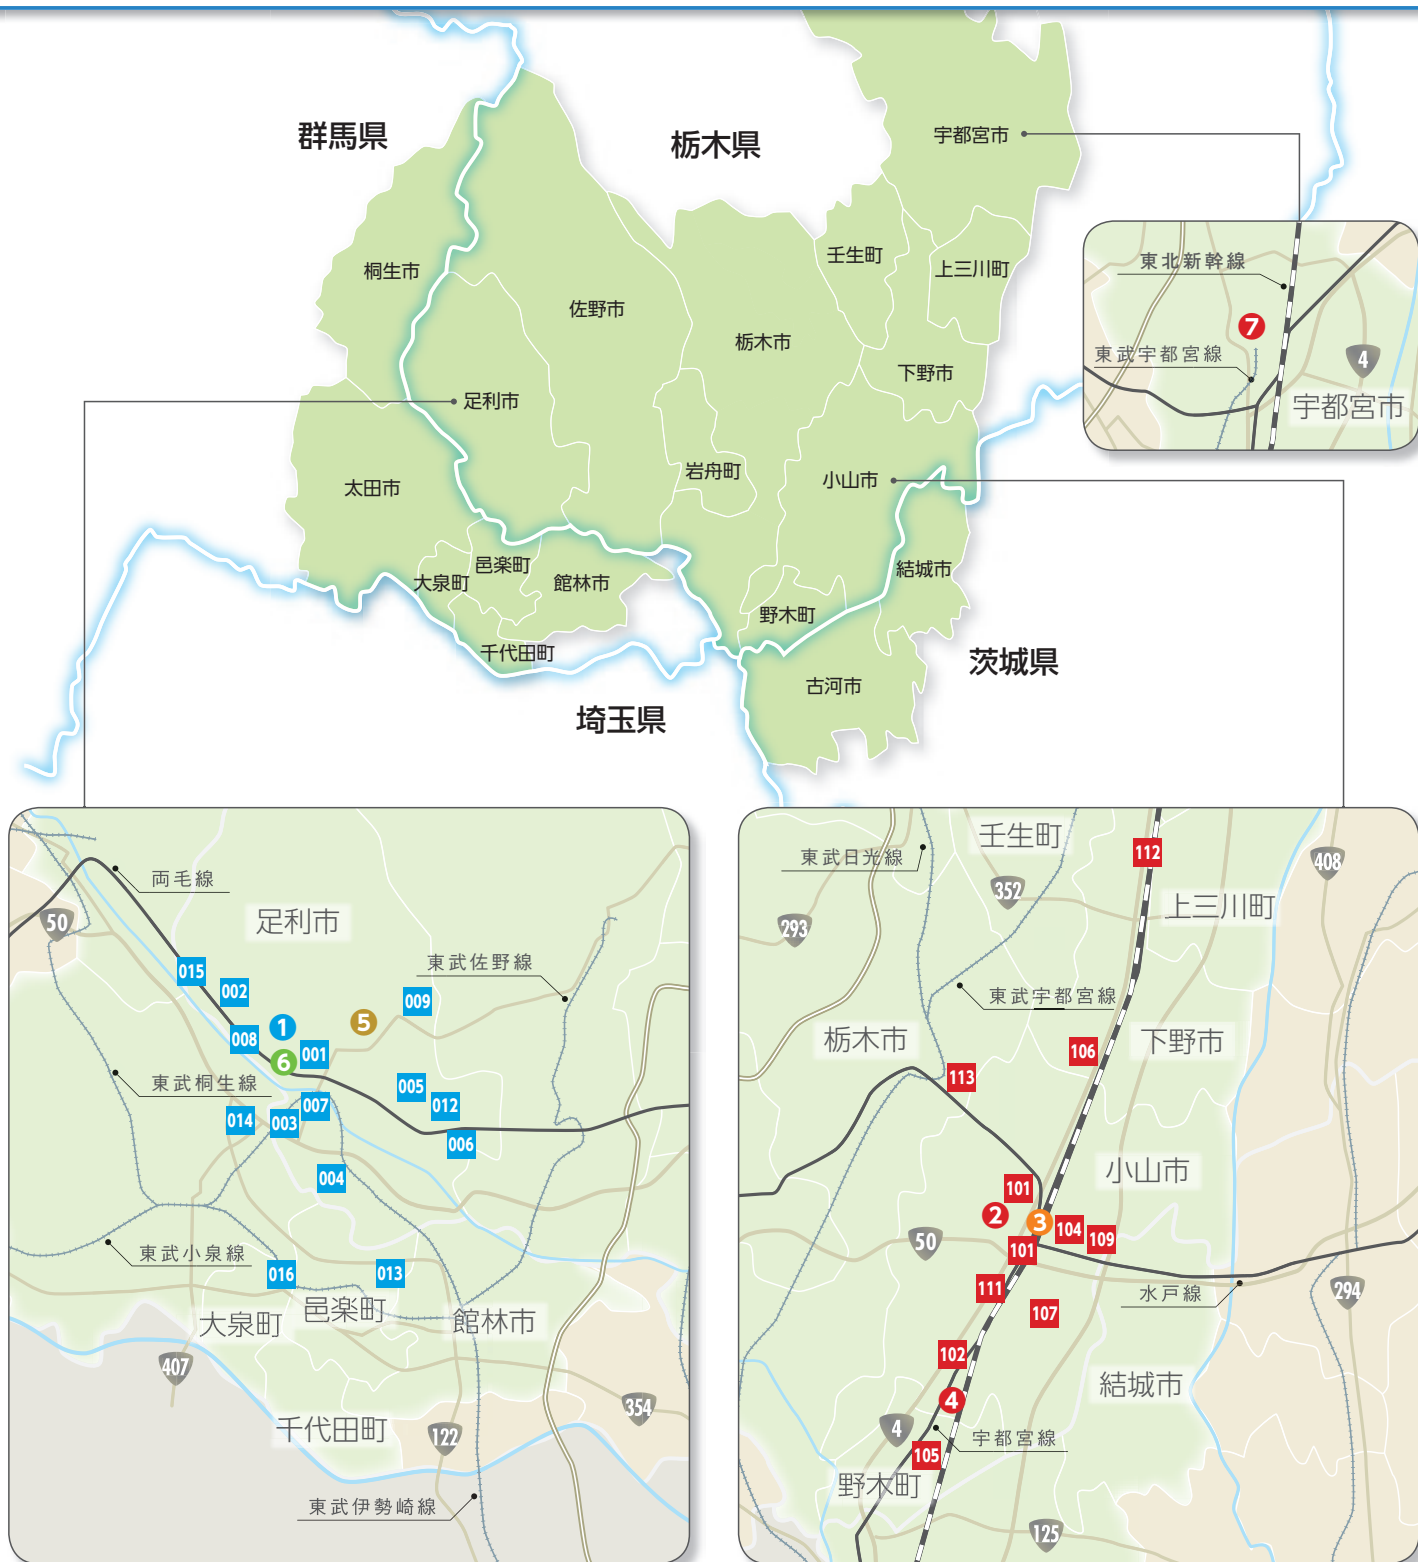 群馬県
栃木県
宇都宮市
桐生市
壬生町
上三川町
佐野市
栃木市
下野市
足利市
岩舟町
小山市
太田市
邑楽町
大泉町
館林市
結城市
野木町
千代田町
古河市
茨城県
埼玉県
東北新幹線
7
東武宇都宮線
4
宇都宮市
両毛線
50
足利市
015
002
東武佐野線
009
1
5
008
6
001
東武桐生線
005
007
012
014
003
006
004
東武小泉線
016
013
大泉町
邑楽町
館林市
407
354
千代田町
122
東武伊勢崎線
東武日光線
壬生町
112
408
352
上三川町
293
東武宇都宮線
栃木市
下野市
106
113
小山市
101
2
3
104
109
50
101
111
水戸線
294
107
102
結城市
4
4
宇都宮線
105
野木町
125